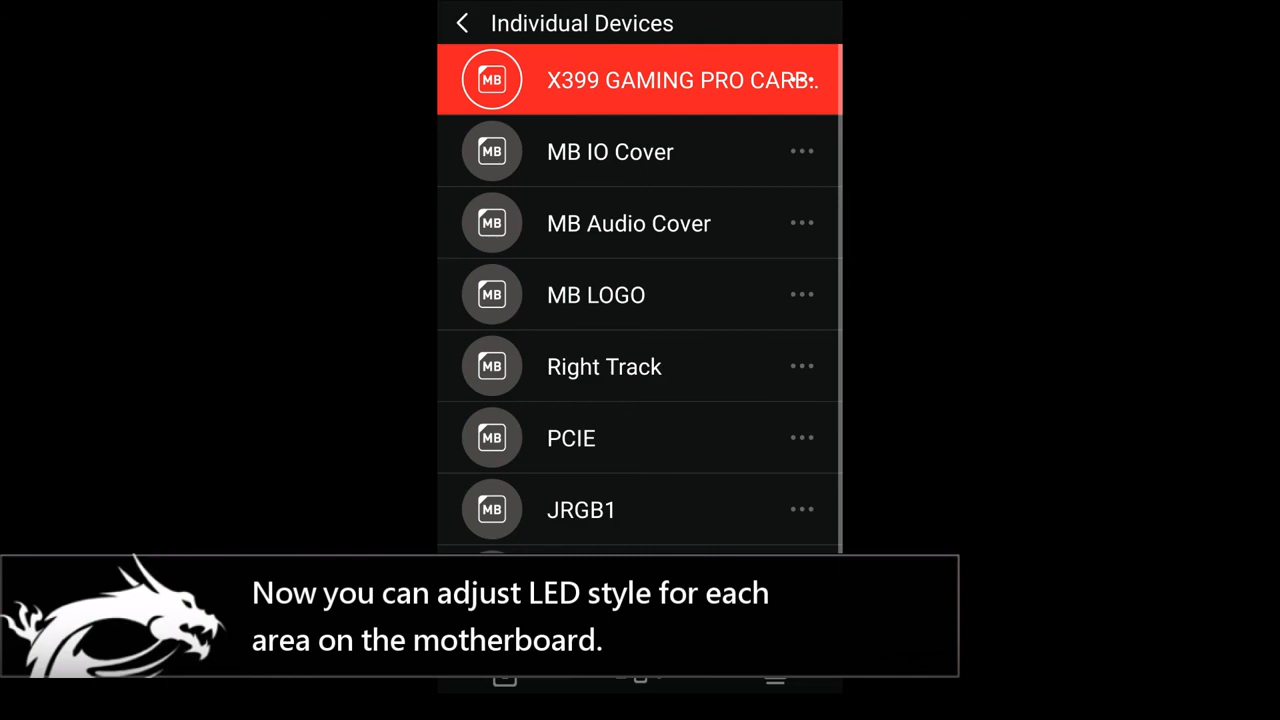 Individual Devices
MB X399 GAMING PRO CARB..
MB MB IO Cover
MB MB Audio Cover
MB MB LOGO
MB Right Track
MB PCIE
MB JRGB1
Now you can adjust LED style for each
area on the motherboard.